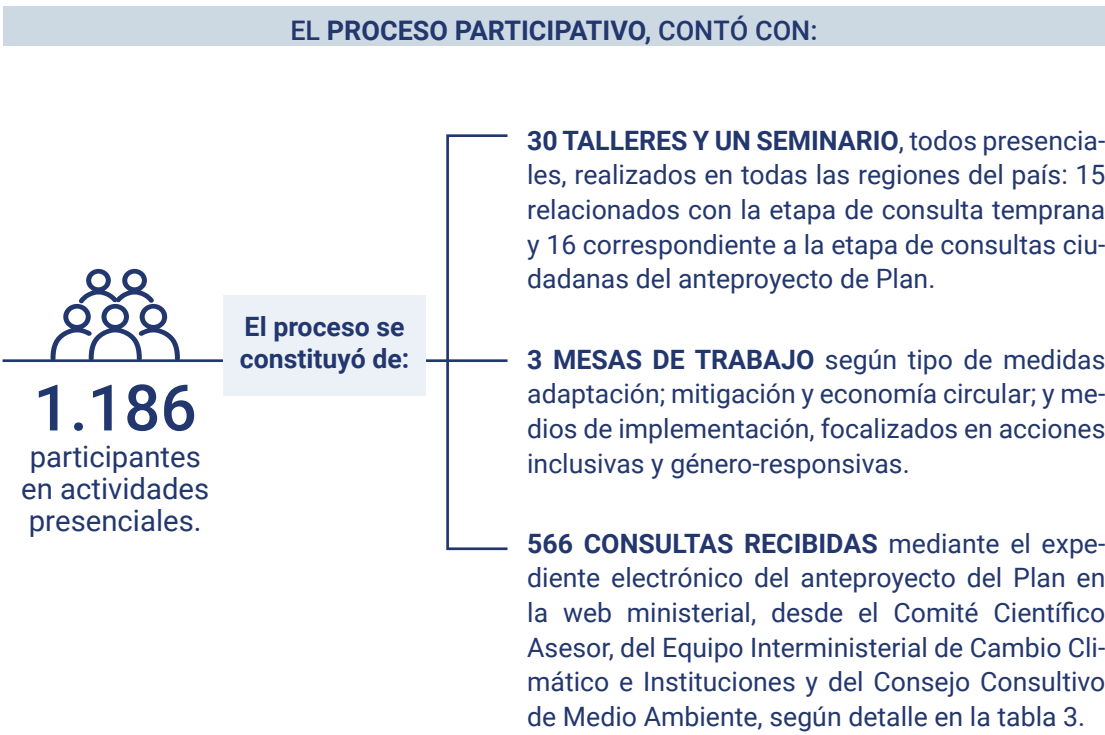 EL PROCESO PARTICIPATIVO, CONTÓ CON:
1.186
participantes
en actividades
presenciales.
El proceso se
constituyó de:
30 TALLERES Y UN SEMINARIO, todos presencia-
les, realizados en todas las regiones del país: 15
relacionados con la etapa de consulta temprana
y 16 correspondiente a la etapa de consultas ciu-
dadanas del anteproyecto de Plan.
3 MESAS DE TRABAJO según tipo de medidas
adaptación; mitigación y economía circular; y me-
dios de implementación, focalizados en acciones
inclusivas y género-responsivas.
566 CONSULTAS RECIBIDAS mediante el expe-
diente electrónico del anteproyecto del Plan en
la web ministerial, desde el Comité Científico
Asesor, del Equipo Interministerial de Cambio Cli-
mático e Instituciones y del Consejo Consultivo
de Medio Ambiente, según detalle en la tabla 3.